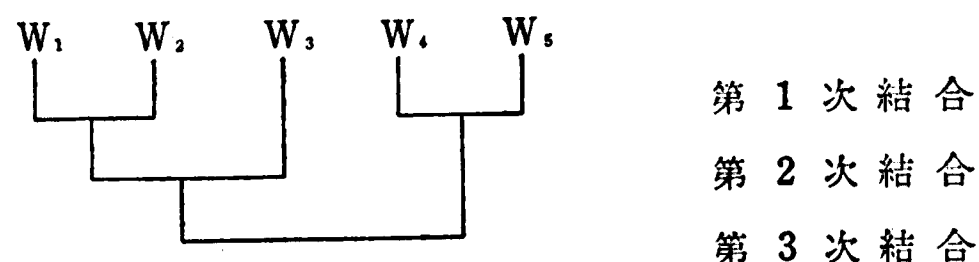 W₁ W₂ W₃ W₄ W₅
第 1 次 結 合
第 2 次 結 合
第 3 次 結 合